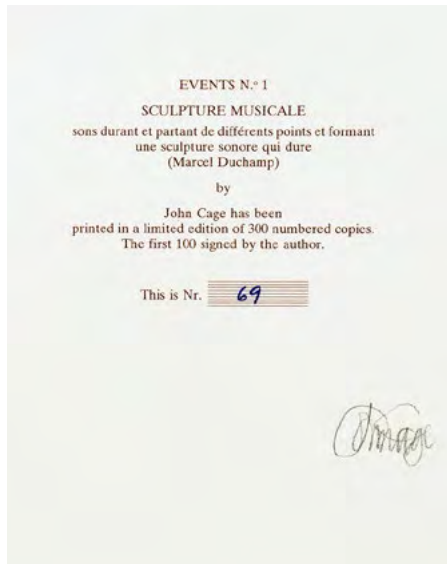 EVENTS N.º 1
SCULPTURE MUSICALE
sons durant et partant de différents points et formant
une sculpture sonore qui dure
(Marcel Duchamp)
by
John Cage has been
printed in a limited edition of 300 numbered copies.
The first 100 signed by the author.
This is Nr. 69